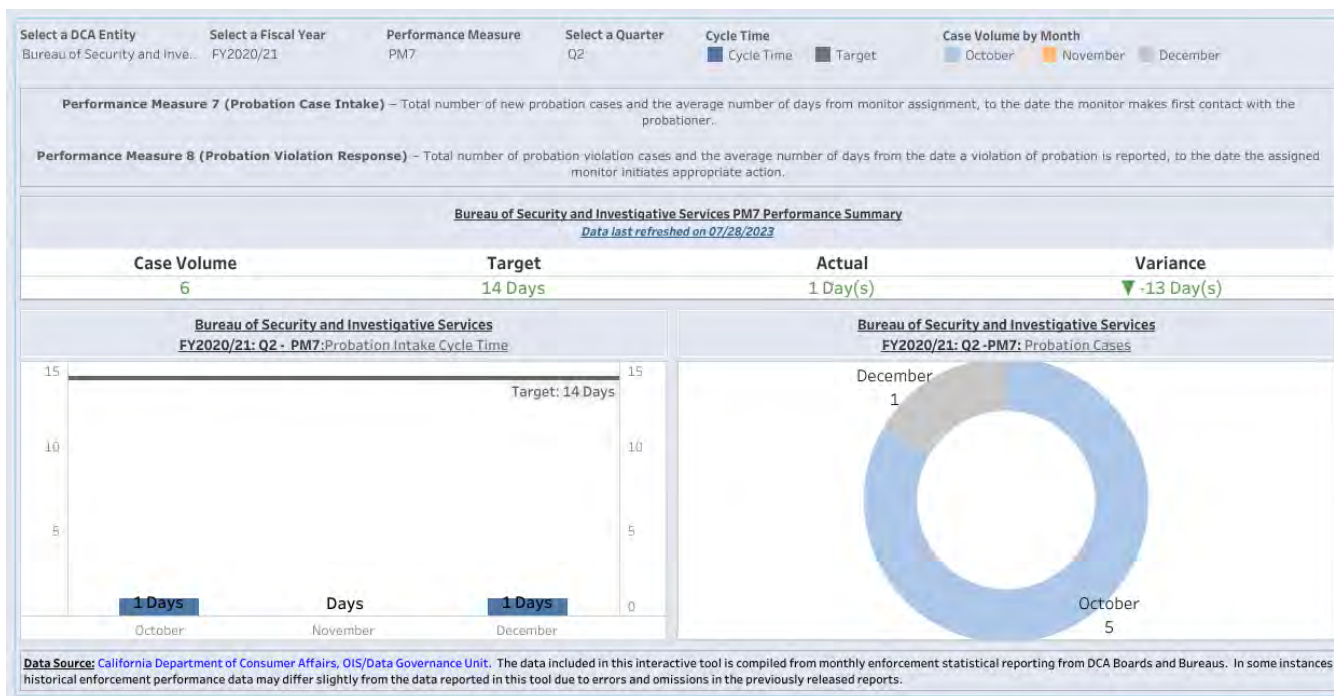 Select a DCA Entity
Select a Fiscal Year
Performance Measure
Select a Quarter
Cycle Time
Case Volume by Month
Bureau of Security and Inve..
FY2020/21
PM7
Q2
Cycle Time
Target
October
November
December
Performance Measure 7 (Probation Case Intake) – Total number of new probation cases and the average number of days from monitor assignment, to the date the monitor makes first contact with the
probationer..
Performance Measure 8 (Probation Violation Response) – Total number of probation violation cases and the average number of days from the date a violation of probation is reported, to the date the assigned
monitor initiates appropriate action.
Bureau of Security and Investigative Services PM7 Performance Summary
Data last refreshed on 07/28/2023
Case Volume
Target
Actual
Variance
6
14 Days
1 Day(s)
▼ -13 Day(s)
Bureau of Security and Investigative Services
FY2020/21: Q2 - PM7:Probation Intake Cycle Time
15
15
Target: 14 Days
10
10
5
5
0
1 Days
Days
1 Days
October
November
December
Bureau of Security and Investigative Services
FY2020/21: Q2 -PM7: Probation Cases
December
1
October
5
Data Source: California Department of Consumer Affairs, OIS/Data Governance Unit. The data included in this interactive tool is compiled from monthly enforcement statistical reporting from DCA Boards and Bureaus. In some instances
historical enforcement performance data may differ slightly from the data reported in this tool due to errors and omissions in the previously released reports.